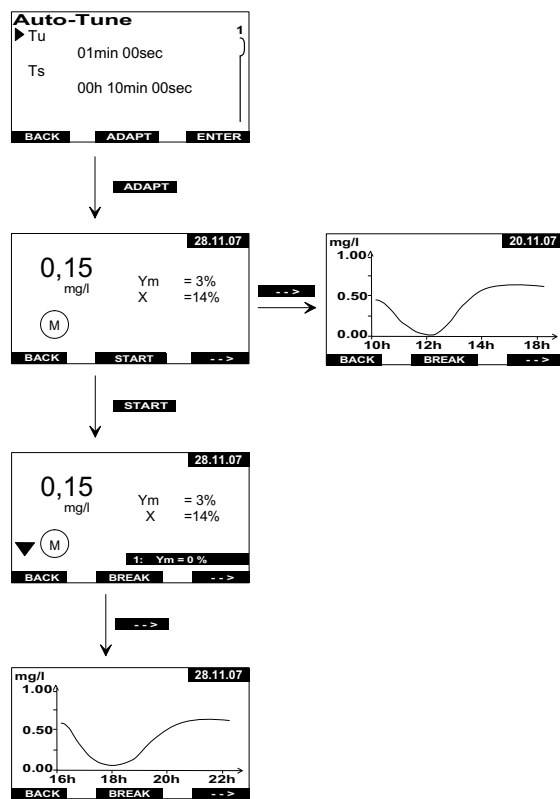 Auto-Tune
Tu 1
01min 00sec
Ts
00h 10min 00sec
BACK ADAPT ENTER
ADAPT
28.11.07
0,15
mg/l
Ym = 3%
X =14%
M
BACK START -->
-->
mg/l 20.11.07
1.00
0.50
0.00
10h 12h 14h 18h
BACK BREAK -->
START
28.11.07
0,15
mg/l
Ym = 3%
X =14%
M
1: Ym = 0 %
BACK BREAK -->
-->
mg/l 28.11.07
1.00
0.50
0.00
16h 18h 20h 22h
BACK BREAK -->